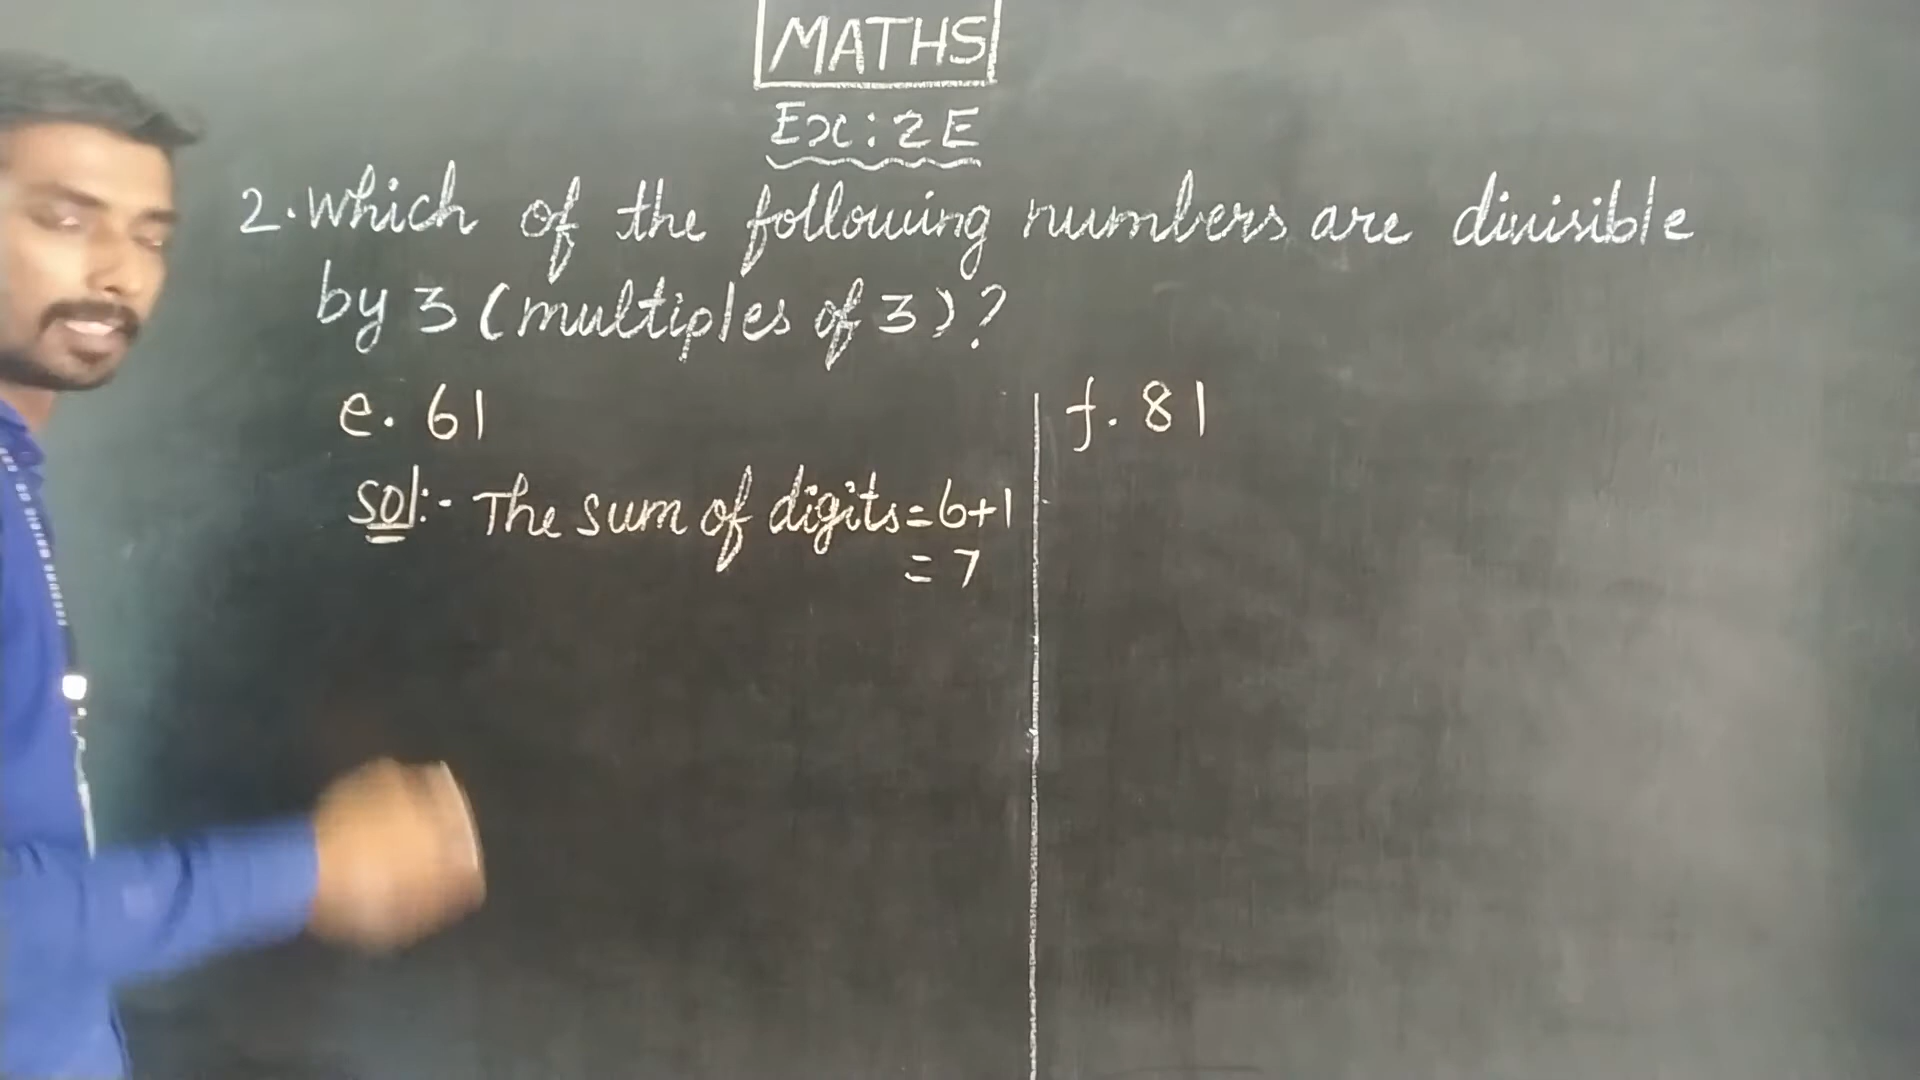 MATHS
Ex: 2E
2. Which of the following numbers are divisible
by 3 (multiples of 3)?
e. 61
Sol:- The sum of digits = 6+1
= 7
f. 81